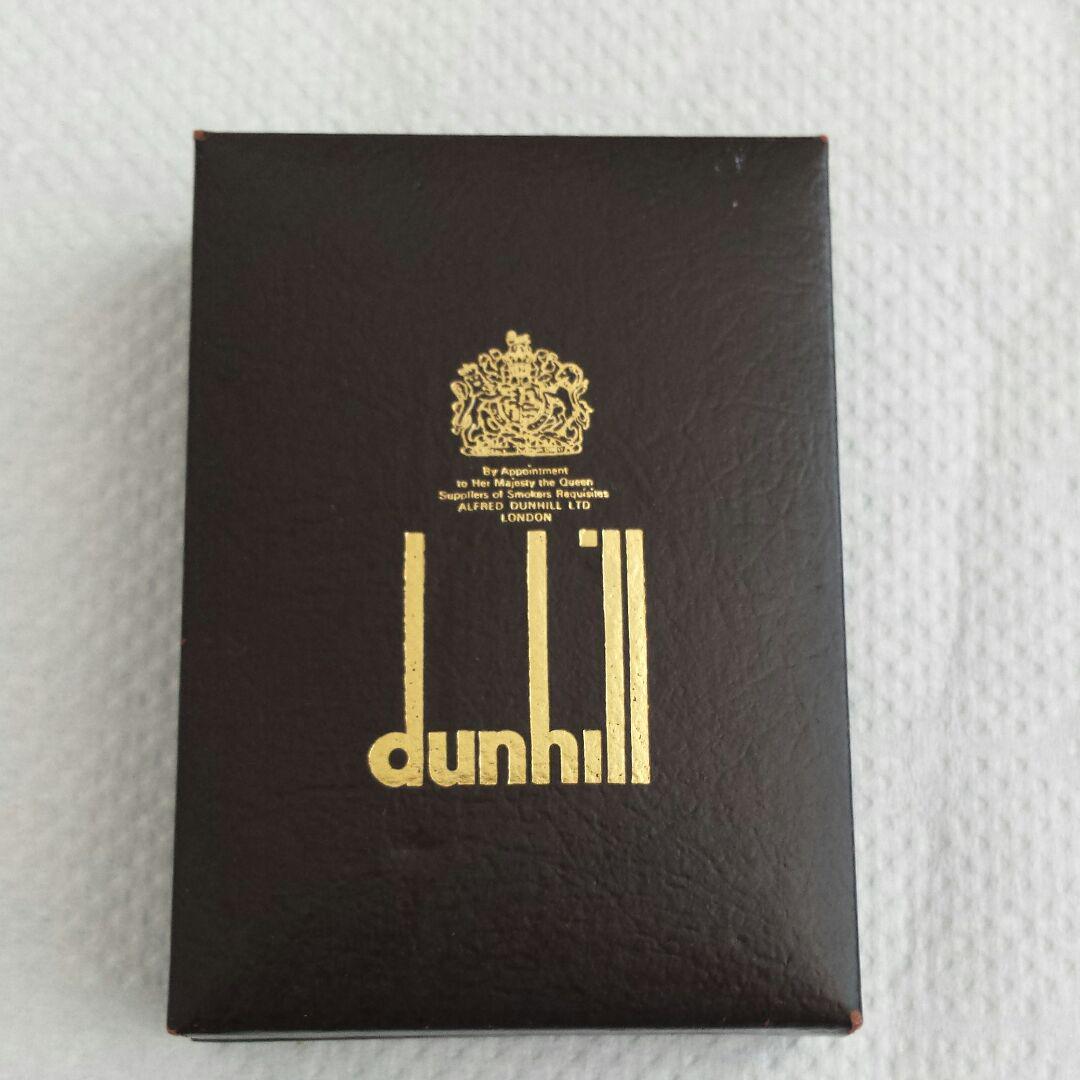 By Appointment
to Her Majesty the Queen
Suppliers of Smokers Requisites
ALFRED DUNHILL LTD
LONDON
dunhill